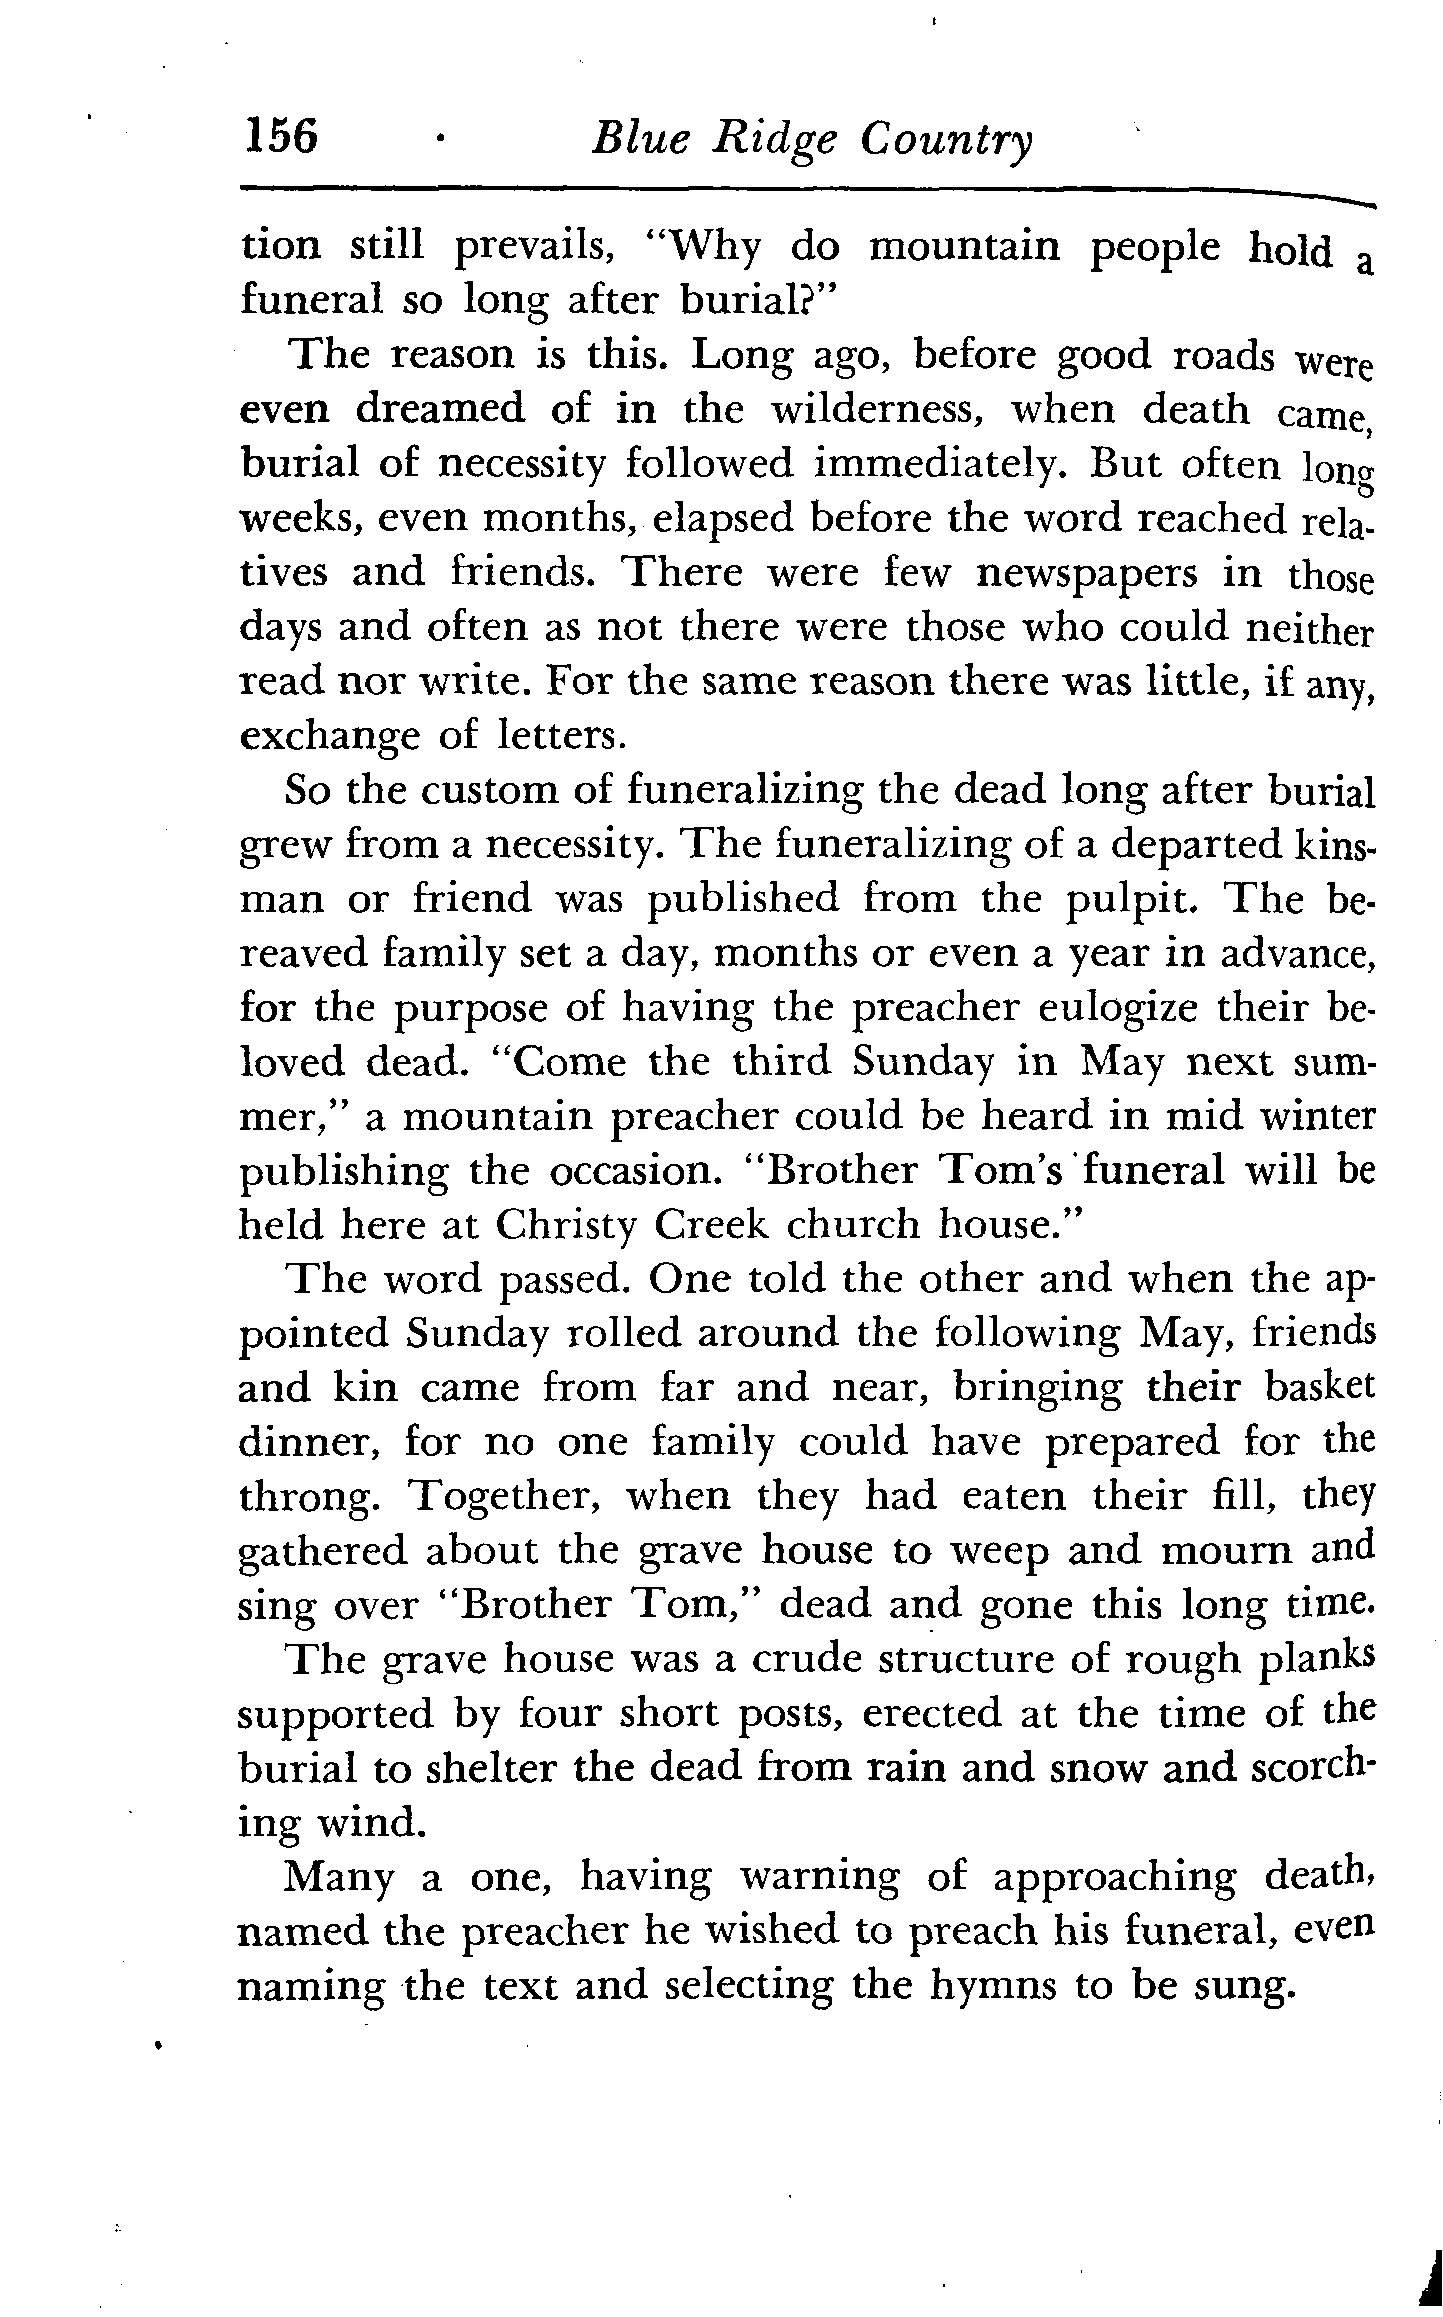 156 Blue Ridge Country
tion still prevails, "Why do mountain people hold a
funeral so long after burial?"
The reason is this. Long ago, before good roads were
even dreamed of in the wilderness, when death came,
burial of necessity followed immediately. But often long
weeks, even months, elapsed before the word reached rela-
tives and friends. There were few newspapers in those
days and often as not there were those who could neither
read nor write. For the same reason there was little, if any,
exchange of letters.
So the custom of funeralizing the dead long after burial
grew from a necessity. The funeralizing of a departed kins-
man or friend was published from the pulpit. The be-
reaved family set a day, months or even a year in advance,
for the purpose of having the preacher eulogize their be-
loved dead. "Come the third Sunday in May next sum-
mer," a mountain preacher could be heard in mid winter
publishing the occasion. "Brother Tom's funeral will be
held here at Christy Creek church house."
The word passed. One told the other and when the ap-
pointed Sunday rolled around the following May, friends
and kin came from far and near, bringing their basket
dinner, for no one family could have prepared for the
throng. Together, when they had eaten their fill, they
gathered about the grave house to weep and mourn and
sing over "Brother Tom," dead and gone this long time.
The grave house was a crude structure of rough planks
supported by four short posts, erected at the time of the
burial to shelter the dead from rain and snow and scorch-
ing wind.
Many a one, having warning of approaching death,
named the preacher he wished to preach his funeral, even
naming the text and selecting the hymns to be sung.